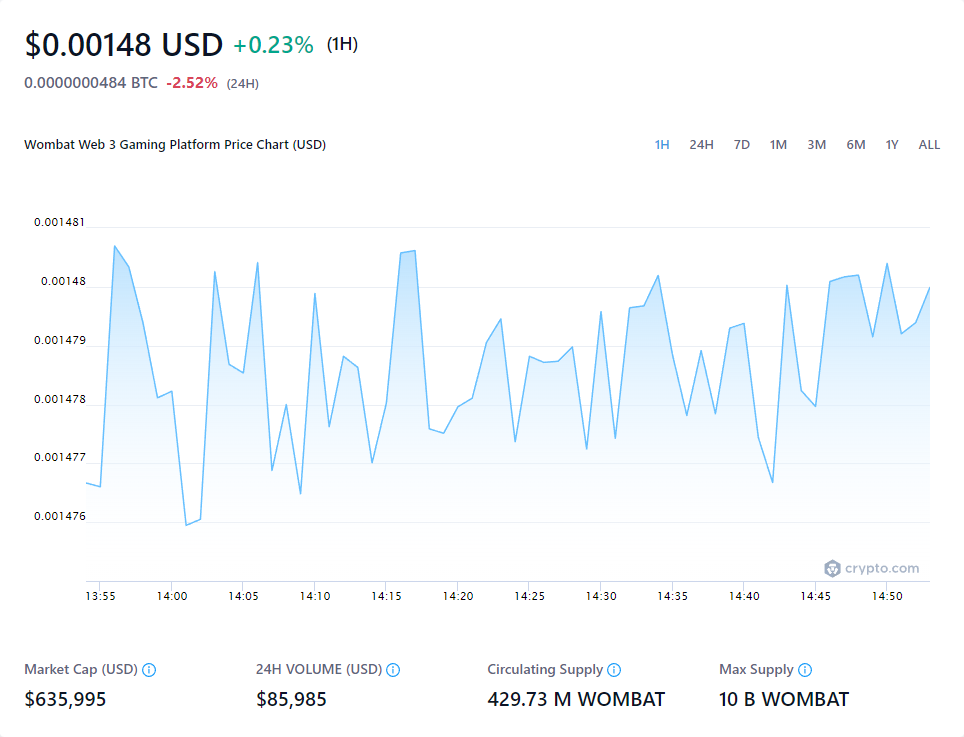 $0.00148 USD +0.23% (1H)
0.0000000484 BTC -2.52% (24H)
Wombat Web 3 Gaming Platform Price Chart (USD)
1H 24H 7D 1M 3M 6M 1Y ALL
0.001481
0.00148
0.001479
0.001478
0.001477
0.001476
crypto.com
13:55 14:00 14:05 14:10 14:15 14:20 14:25 14:30 14:35 14:40 14:45 14:50
Market Cap (USD) 24H VOLUME (USD) Circulating Supply Max Supply
$635,995 $85,985 429.73 M WOMBAT 10 B WOMBAT